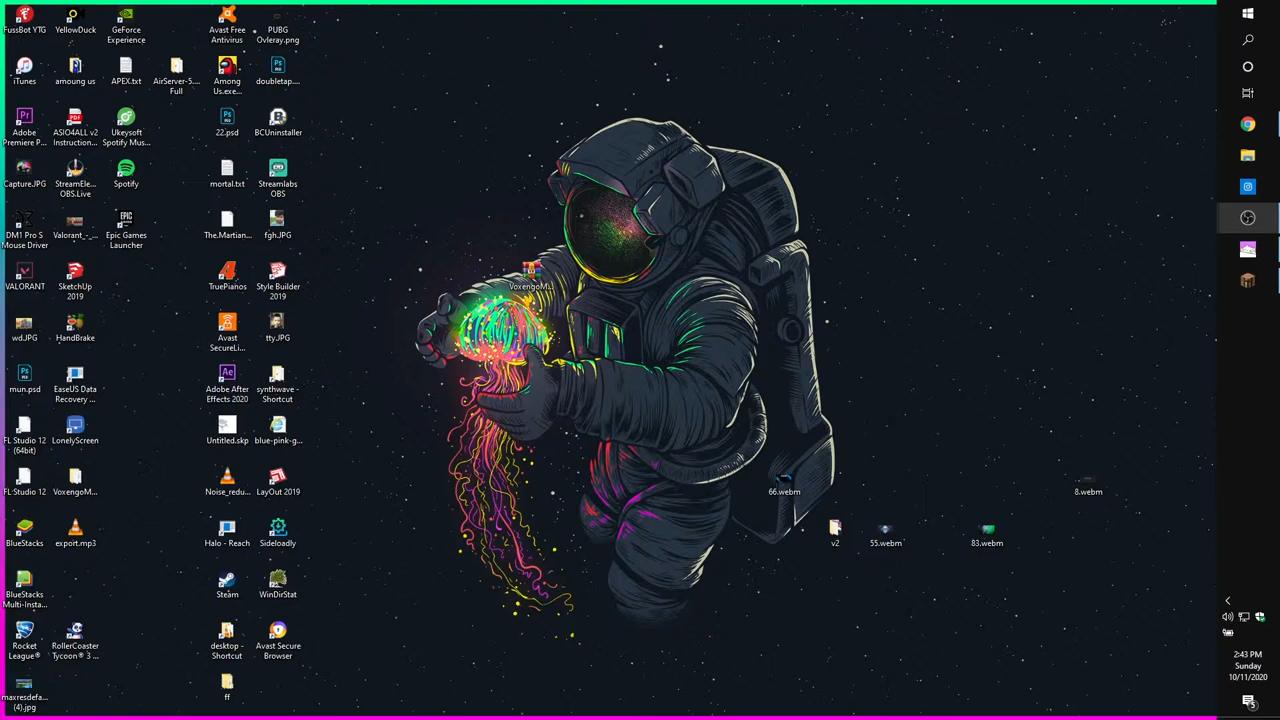 FussBot YTG
YellowDuck
GeForce
Experience
Avast Free
Antivirus
PUBG
Ovleray.png
iTunes
amoung us
APEX.txt
AirServer-5....
Full
Among
Us.exe...
doubletap....
Adobe
Premiere P...
ASIO4ALL v2
Instruction...
Ukeysoft
Spotify Mus...
22.psd
BCUninstaller
Capture.JPG
StreamEle...
OBS.Live
Spotify
mortal.txt
Streamlabs
OBS
DM1 Pro S
Mouse Driver
Valorant_-_...
Epic Games
Launcher
The.Martian...
fgh.JPG
VALORANT
SketchUp
2019
TruePianos
Style Builder
2019
VoxengoM...
wd.JPG
HandBrake
Avast
SecureLi...
tty.JPG
mun.psd
EaseUS Data
Recovery ...
Adobe After
Effects 2020
synthwave -
Shortcut
FL Studio 12
(64bit)
LonelyScreen
Untitled.skp
blue-pink-g...
FL Studio 12
VoxengoM...
Noise_redu...
LayOut 2019
66.webm
8.webm
BlueStacks
export.mp3
Halo - Reach
Sideloadly
v2
55.webm
83.webm
BlueStacks
Multi-Insta...
Steam
WinDirStat
Rocket
League®
RollerCoaster
Tycoon® 3 ...
desktop -
Shortcut
Avast Secure
Browser
maxresdefa...
(4).jpg
ff
2:43 PM
Sunday
10/11/2020
5